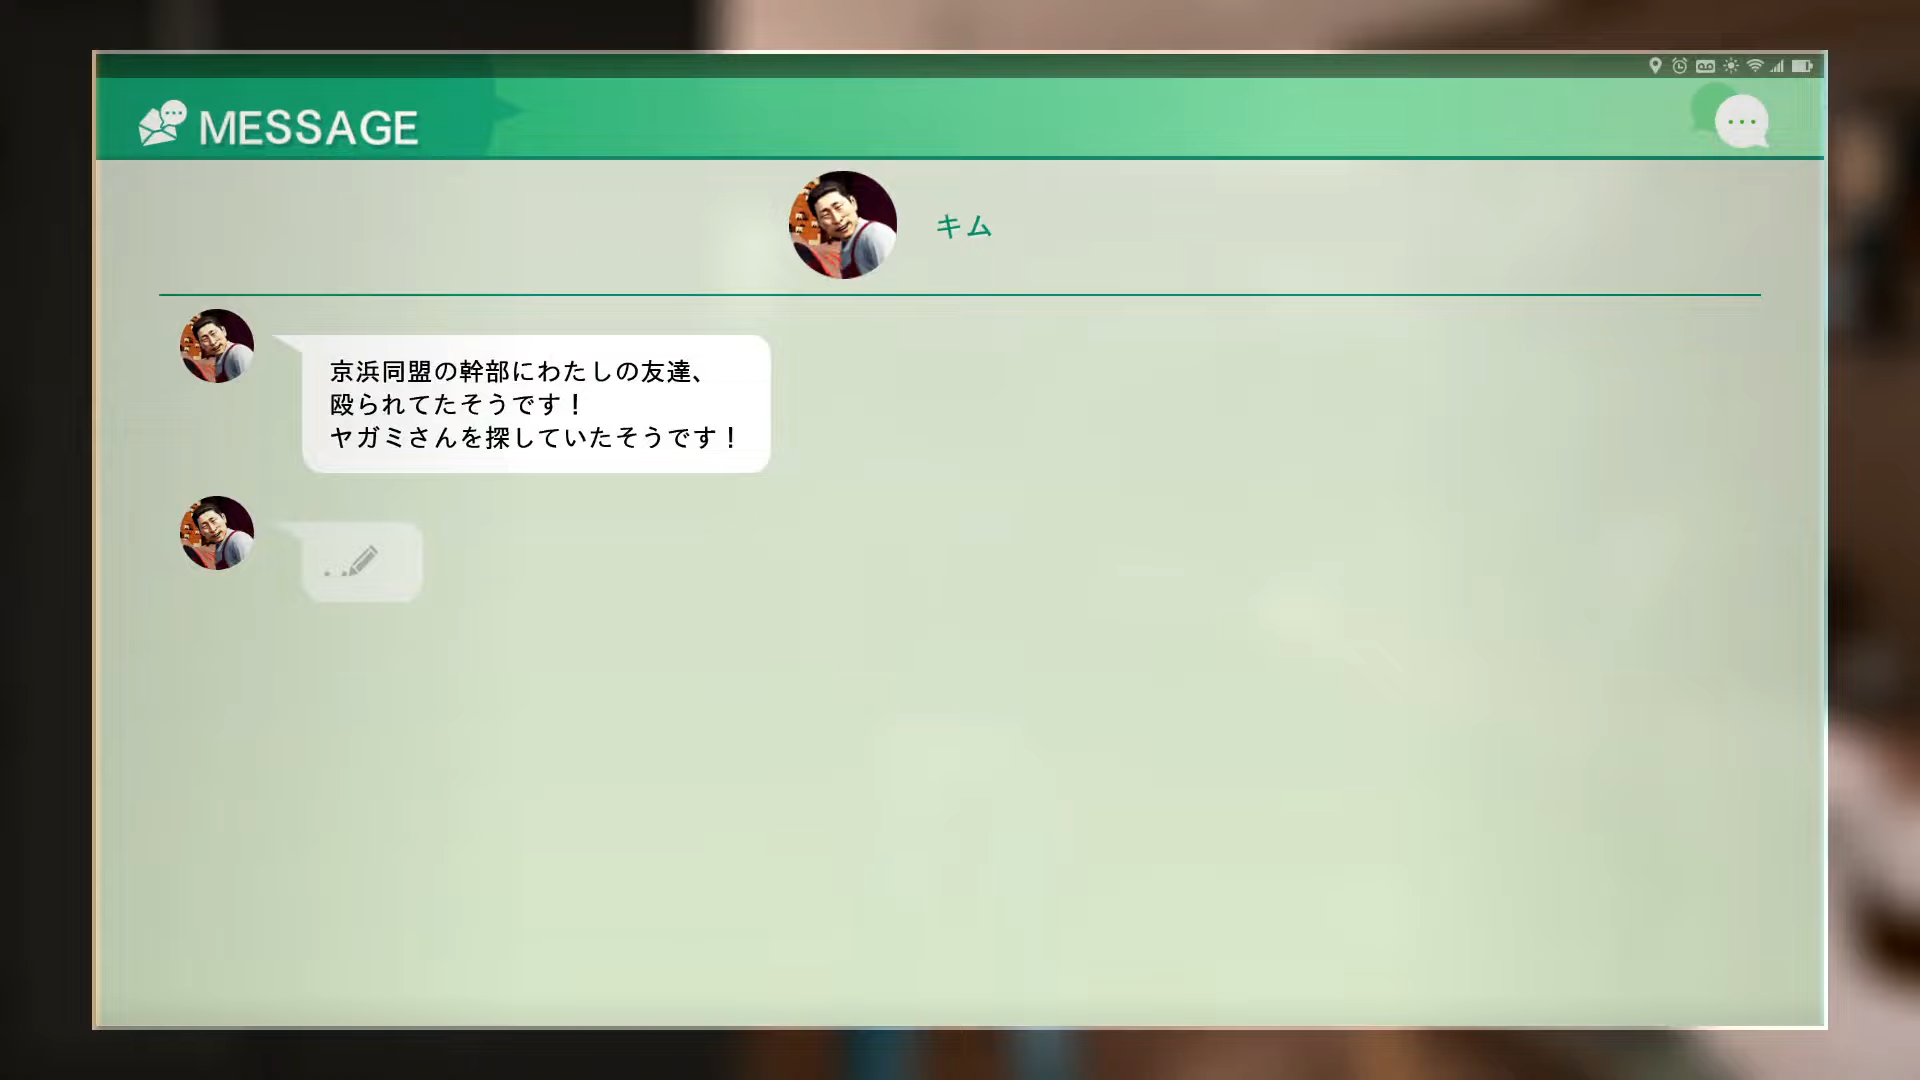 MESSAGE
キム
京浜同盟の幹部にわたしの友達、
殴られてたそうです！
ヤガミさんを探していたそうです！